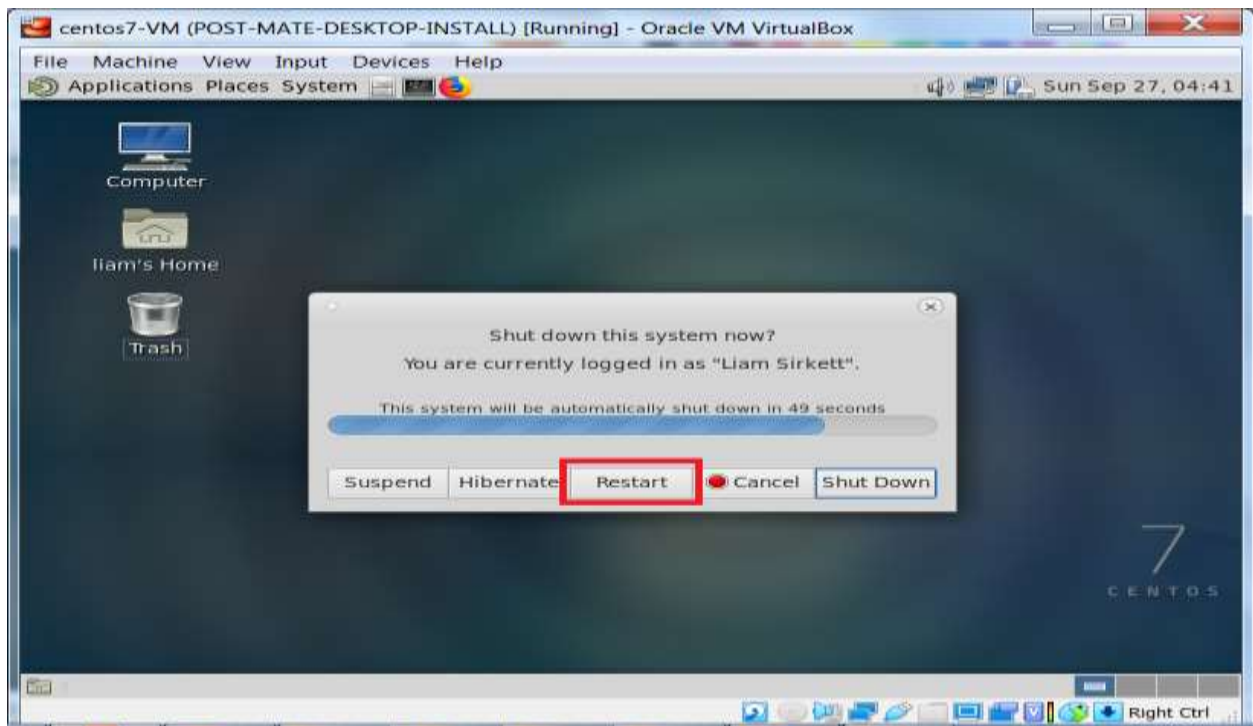 centos7-VM (POST-MATE-DESKTOP-INSTALL) [Running] - Oracle VM VirtualBox
File Machine View Input Devices Help
Applications Places System Sun Sep 27, 04:41
Computer
liam's Home
Trash
Shut down this system now?
You are currently logged in as "Liam Sirkett".
This system will be automatically shut down in 49 seconds
Suspend Hibernate Restart Cancel Shut Down
7
CENTOS
Right Ctrl